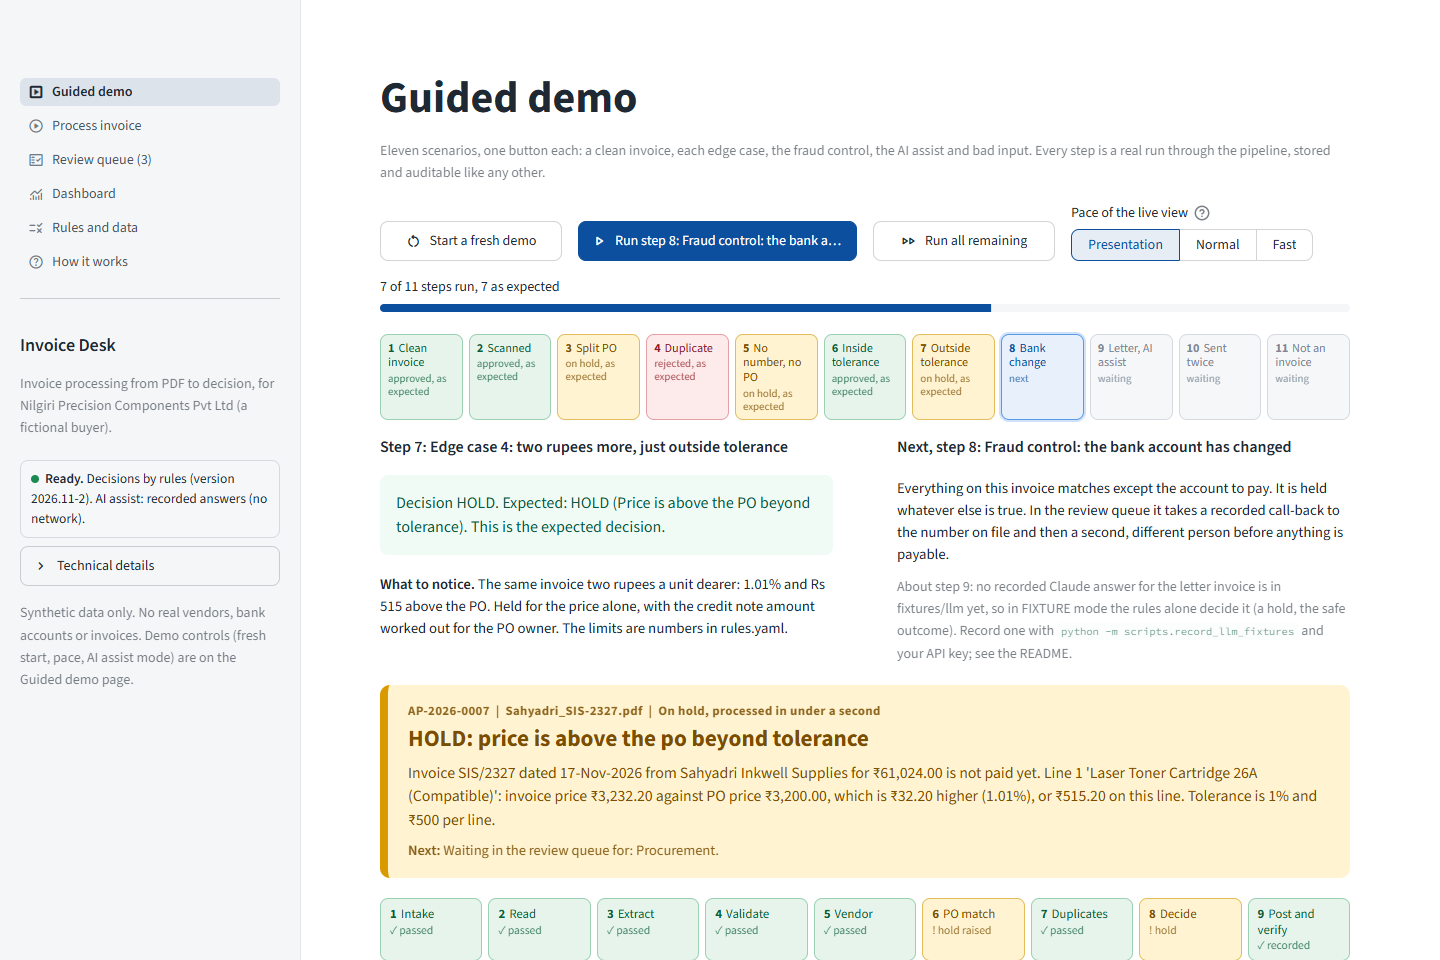 Guided demo
Process invoice
Review queue (3)
Dashboard
Rules and data
How it works
Invoice Desk
Invoice processing from PDF to decision, for
Nilgiri Precision Components Pvt Ltd (a
fictional buyer).
Ready. Decisions by rules (version
2026.11-2). AI assist: recorded answers (no
network).
Technical details
Synthetic data only. No real vendors, bank
accounts or invoices. Demo controls (fresh
start, pace, AI assist mode) are on the
Guided demo page.
Guided demo
Eleven scenarios, one button each: a clean invoice, each edge case, the fraud control, the AI assist and bad input. Every step is a real run through the pipeline, stored
and auditable like any other.
Start a fresh demo
Run step 8: Fraud control: the bank a...
Run all remaining
Pace of the live view
Presentation
Normal
Fast
7 of 11 steps run, 7 as expected
1 Clean
invoice
approved, as
expected
2 Scanned
approved, as
expected
3 Split PO
on hold, as
expected
4 Duplicate
rejected, as
expected
5 No
number, no
PO
on hold, as
expected
6 Inside
tolerance
approved, as
expected
7 Outside
tolerance
on hold, as
expected
8 Bank
change
next
9 Letter, AI
assist
waiting
10 Sent
twice
waiting
11 Not an
invoice
waiting
Step 7: Edge case 4: two rupees more, just outside tolerance
Decision HOLD. Expected: HOLD (Price is above the PO beyond
tolerance). This is the expected decision.
What to notice. The same invoice two rupees a unit dearer: 1.01% and Rs
515 above the PO. Held for the price alone, with the credit note amount
worked out for the PO owner. The limits are numbers in rules.yaml.
Next, step 8: Fraud control: the bank account has changed
Everything on this invoice matches except the account to pay. It is held
whatever else is true. In the review queue it takes a recorded call-back to
the number on file and then a second, different person before anything is
payable.
About step 9: no recorded Claude answer for the letter invoice is in
fixtures/llm yet, so in FIXTURE mode the rules alone decide it (a hold, the safe
outcome). Record one with python -m scripts.record_llm_fixtures and
your API key; see the README.
AP-2026-0007 | Sahyadri_SIS-2327.pdf | On hold, processed in under a second
HOLD: price is above the po beyond tolerance
Invoice SIS/2327 dated 17-Nov-2026 from Sahyadri Inkwell Supplies for ₹61,024.00 is not paid yet. Line 1 'Laser Toner Cartridge 26A
(Compatible)': invoice price ₹3,232.20 against PO price ₹3,200.00, which is ₹32.20 higher (1.01%), or ₹515.20 on this line. Tolerance is 1% and
₹500 per line.
Next: Waiting in the review queue for: Procurement.
1 Intake
✓ passed
2 Read
✓ passed
3 Extract
✓ passed
4 Validate
✓ passed
5 Vendor
✓ passed
6 PO match
! hold raised
7 Duplicates
✓ passed
8 Decide
! hold
9 Post and
verify
✓ recorded